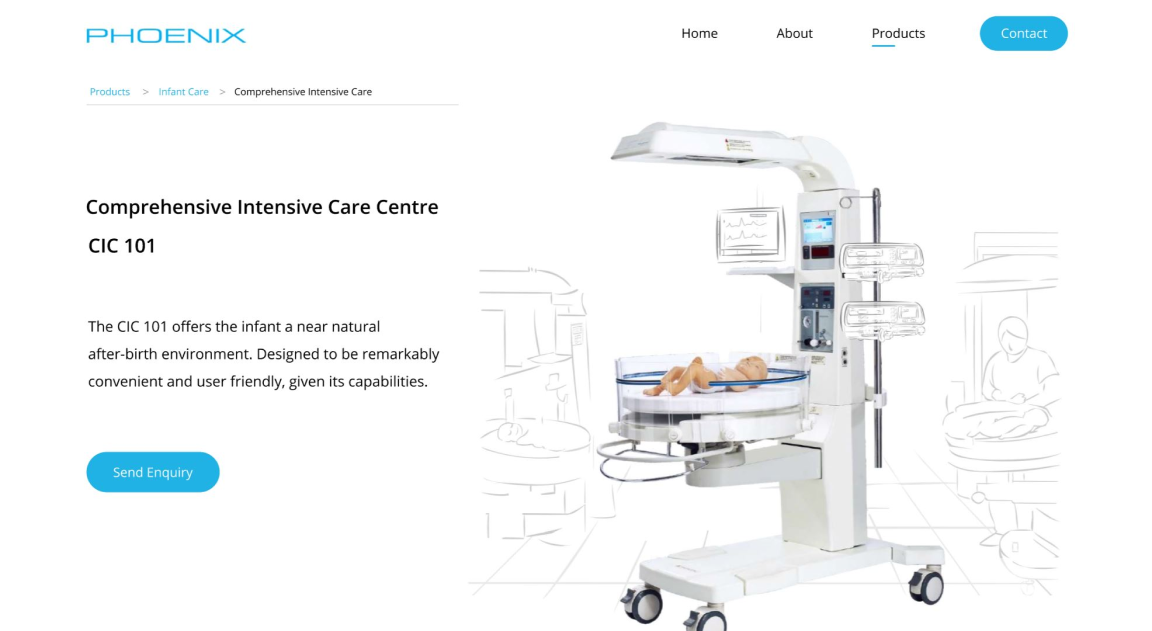 PHOENIX
Home
About
Products
Contact
Products > Infant Care > Comprehensive Intensive Care
Comprehensive Intensive Care Centre
CIC 101
The CIC 101 offers the infant a near natural
after-birth environment. Designed to be remarkably
convenient and user friendly, given its capabilities.
Send Enquiry